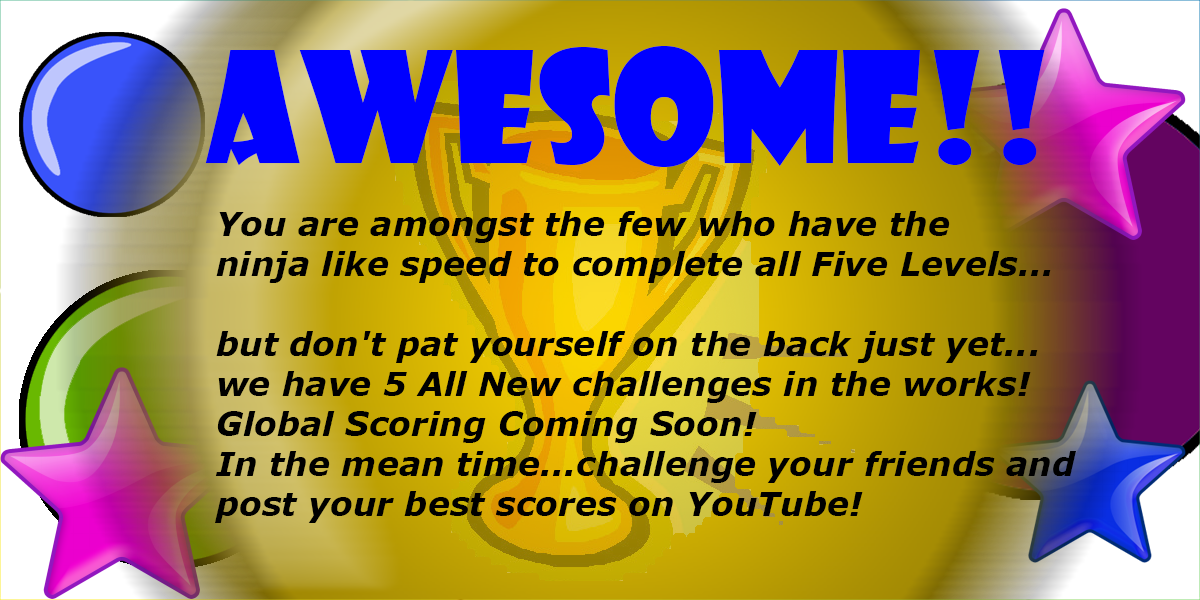 AWESOME!!
You are amongst the few who have the
ninja like speed to complete all Five Levels...
but don't pat yourself on the back just yet...
we have 5 All New challenges in the works!
Global Scoring Coming Soon!
In the mean time...challenge your friends and
post your best scores on YouTube!